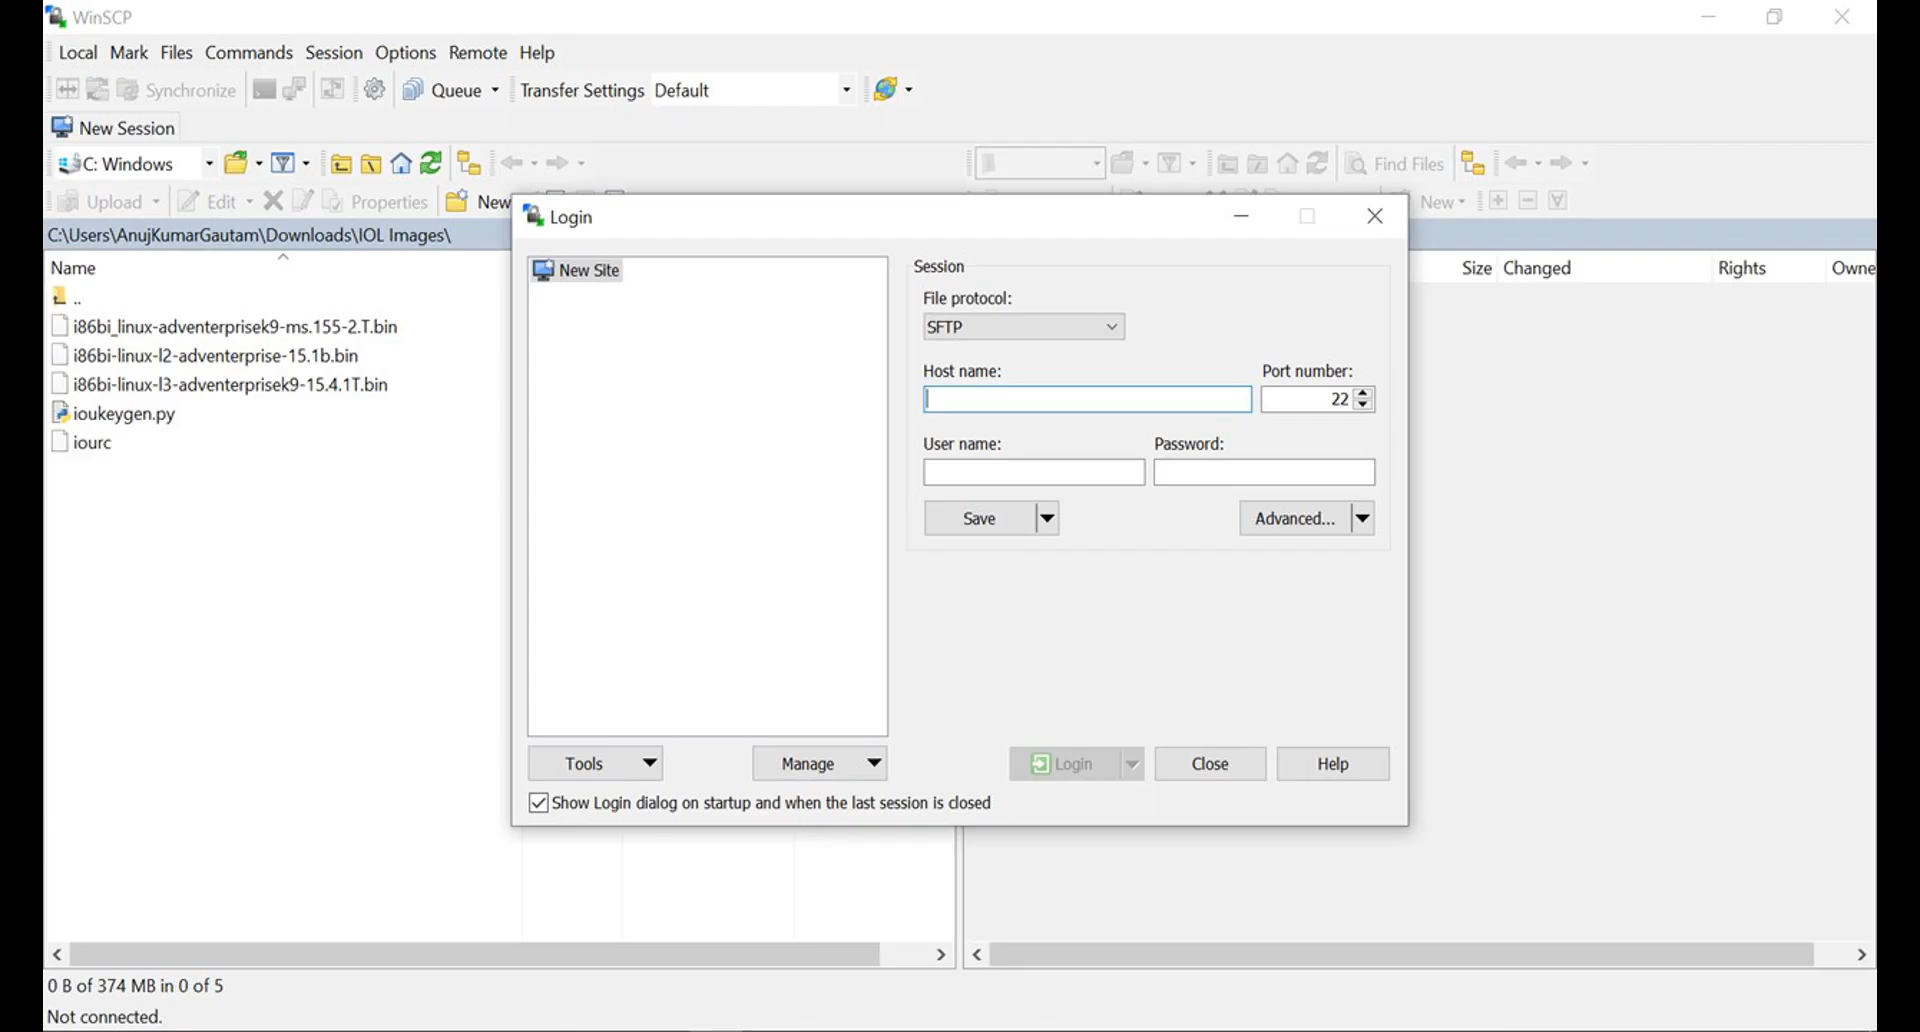 WinSCP
Local Mark Files Commands Session Options Remote Help
Synchronize Queue Transfer Settings Default
New Session
C: Windows Find Files
Upload Edit Properties New New
Login
C:\Users\AnujKumarGautam\Downloads\IOL Images\
Name Size Changed Rights Owne
..
i86bi_linux-adventerprisek9-ms.155-2.T.bin
i86bi-linux-l2-adventerprise-15.1b.bin
i86bi-linux-l3-adventerprisek9-15.4.1T.bin
ioukeygen.py
iourc
New Site
Session
File protocol:
SFTP
Host name: Port number:
22
User name: Password:
Save Advanced...
Tools Manage Login Close Help
Show Login dialog on startup and when the last session is closed
0 B of 374 MB in 0 of 5
Not connected.